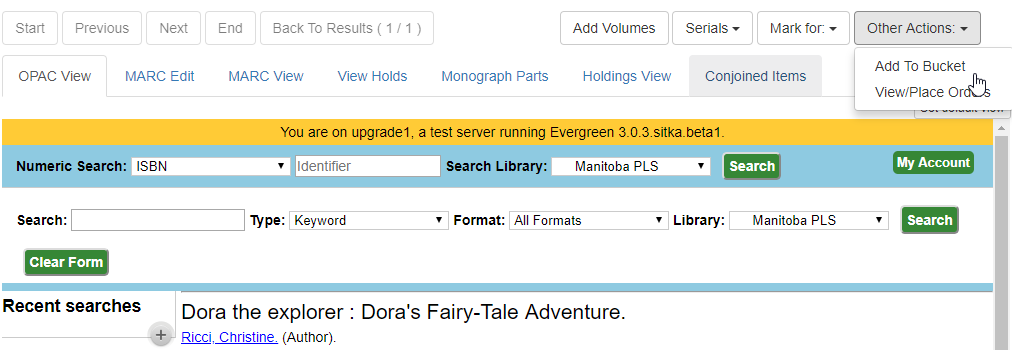 Start Previous Next End Back To Results ( 1 / 1 ) Add Volumes Serials Mark for: Other Actions:
OPAC View MARC Edit MARC View View Holds Monograph Parts Holdings View Conjoined Items
Add To Bucket
View/Place Orders
You are on upgrade1, a test server running Evergreen 3.0.3.sitka.beta1.
Numeric Search: ISBN Identifier Search Library: Manitoba PLS Search My Account
Search: Type: Keyword Format: All Formats Library: Manitoba PLS Search
Clear Form
Recent searches
Dora the explorer : Dora's Fairy-Tale Adventure.
Ricci, Christine. (Author).